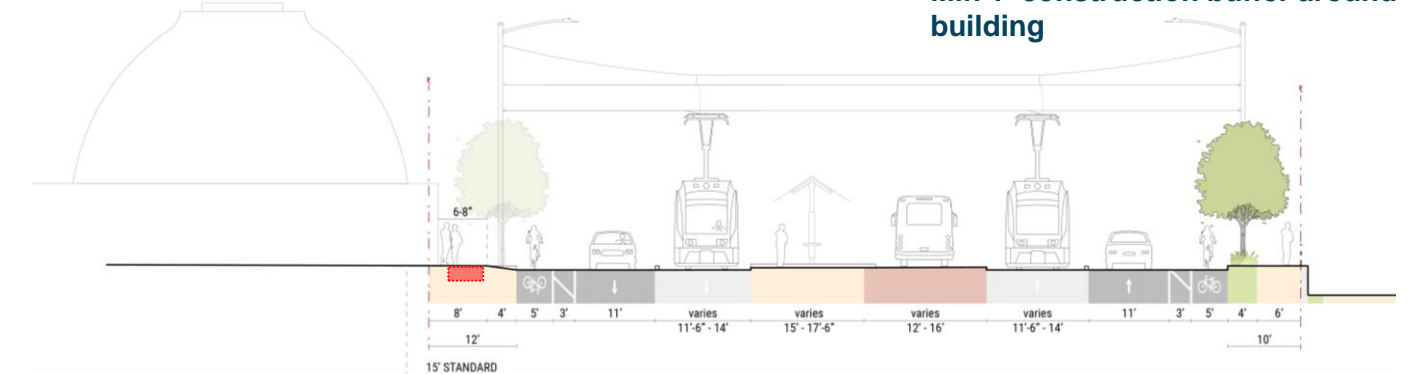 building
6-8”
8’ 4’ 5’ 3’ 11’ varies varies varies varies 11’ 3’ 5’ 4’ 6’
11’-6” - 14’ 15’ - 17’-6” 12’ - 16’ 11’-6” - 14’
12’ 10’
15’ STANDARD